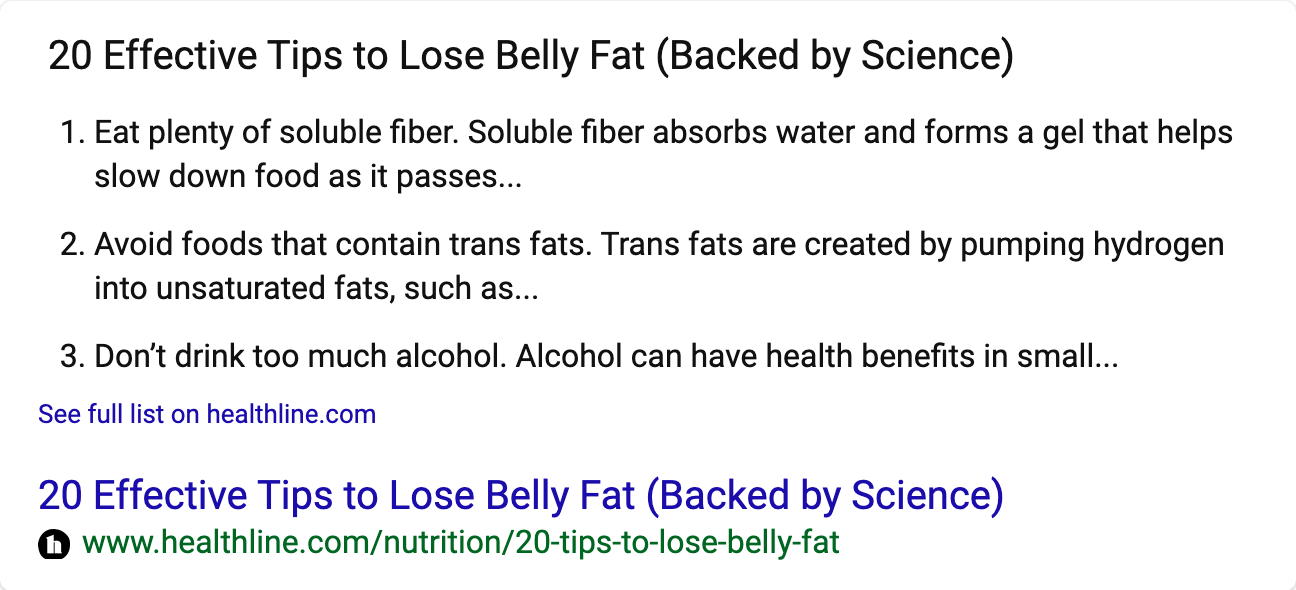 20 Effective Tips to Lose Belly Fat (Backed by Science)
1. Eat plenty of soluble fiber. Soluble fiber absorbs water and forms a gel that helps
slow down food as it passes...
2. Avoid foods that contain trans fats. Trans fats are created by pumping hydrogen
into unsaturated fats, such as...
3. Don’t drink too much alcohol. Alcohol can have health benefits in small...
See full list on healthline.com
20 Effective Tips to Lose Belly Fat (Backed by Science)
h www.healthline.com/nutrition/20-tips-to-lose-belly-fat